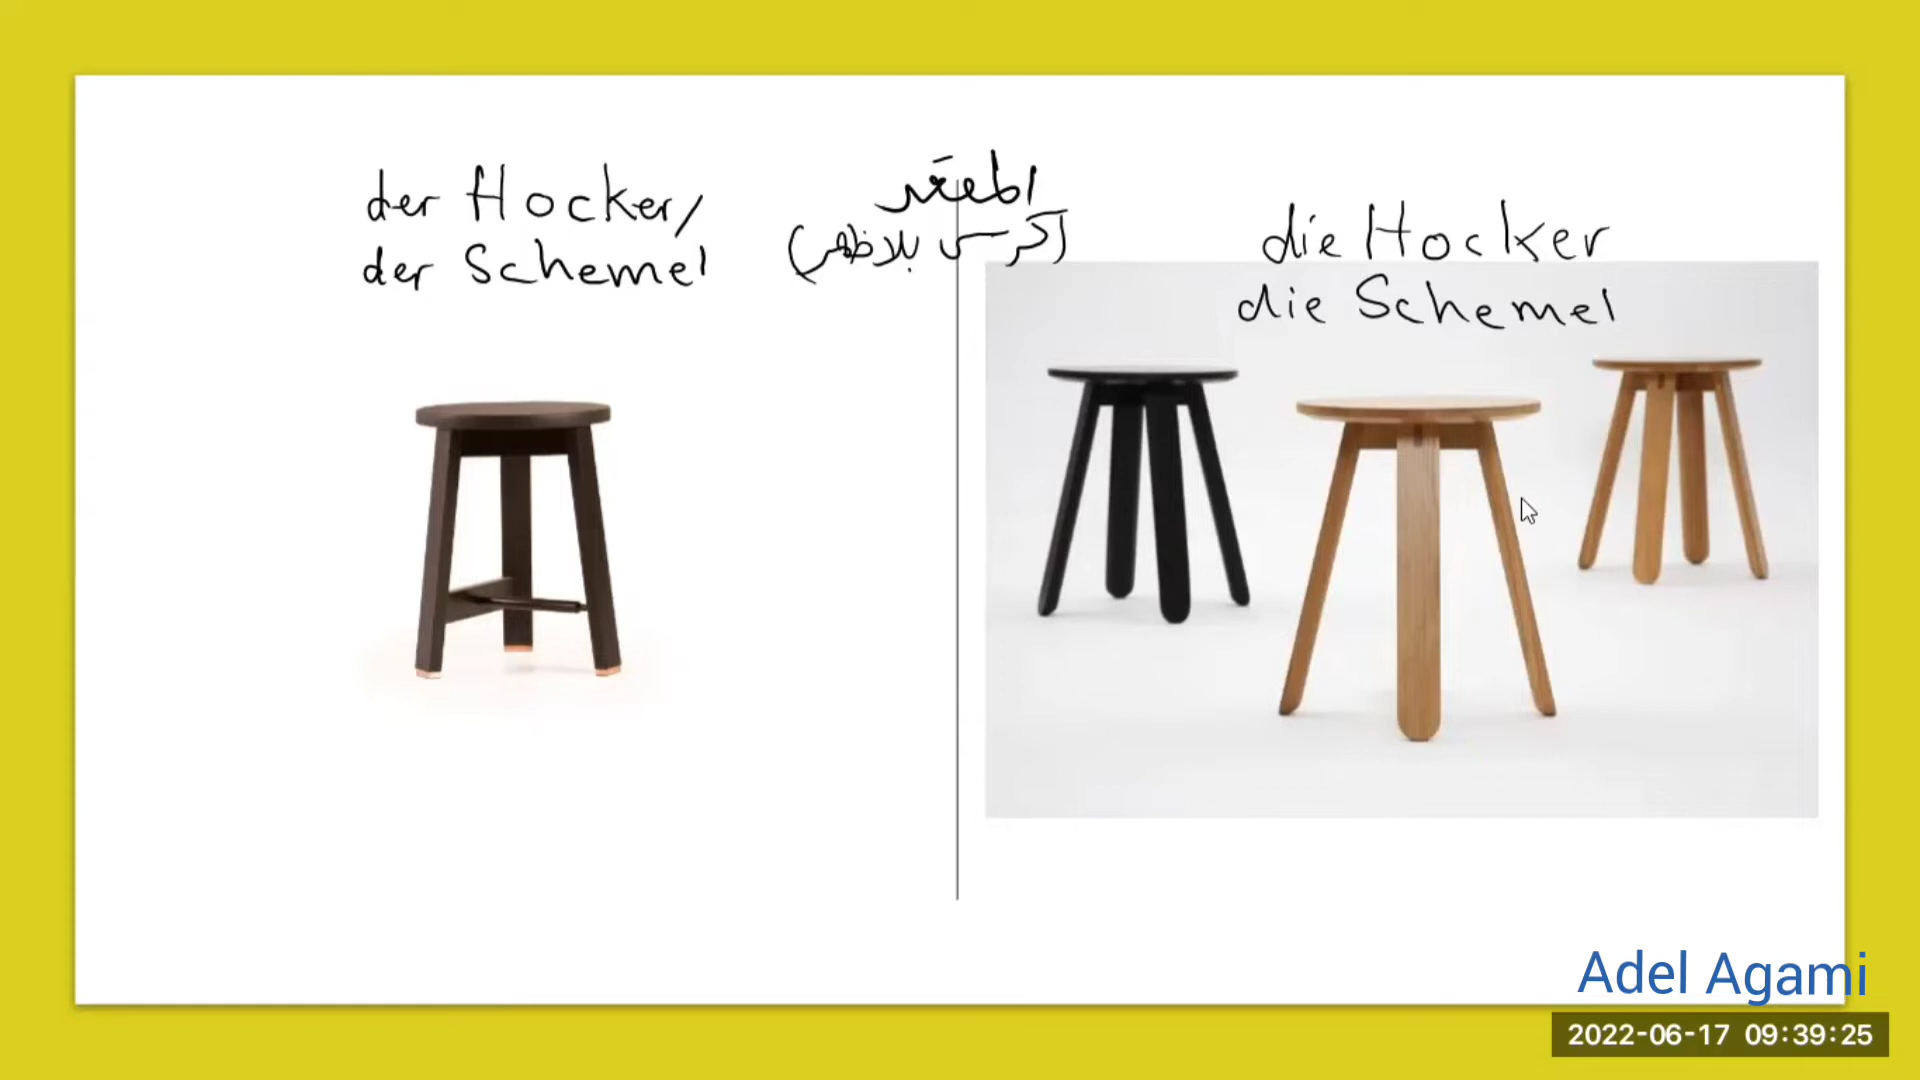 der Hocker/
der Schemel
المقعد
(كرسي بلا ظهر)
die Hocker
die Schemel
Adel Agami
2022-06-17 09:39:25